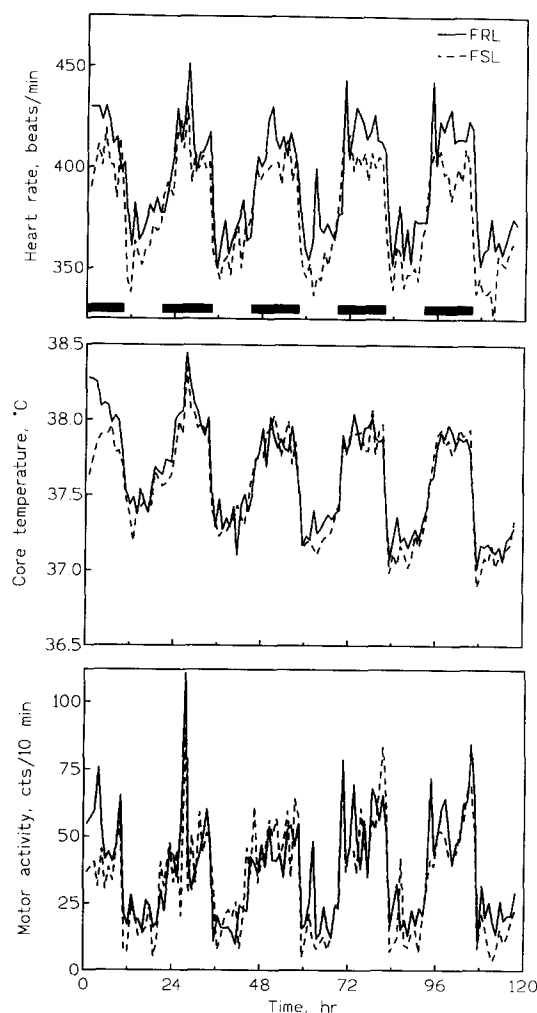 FRL
FSL
450
400
350
Heart rate, beats/min
38.5
38.0
37.5
37.0
36.5
Core temperature, °C
100
75
50
25
0
Motor activity, cts/10 min
0 24 48 72 96 120
Time, hr